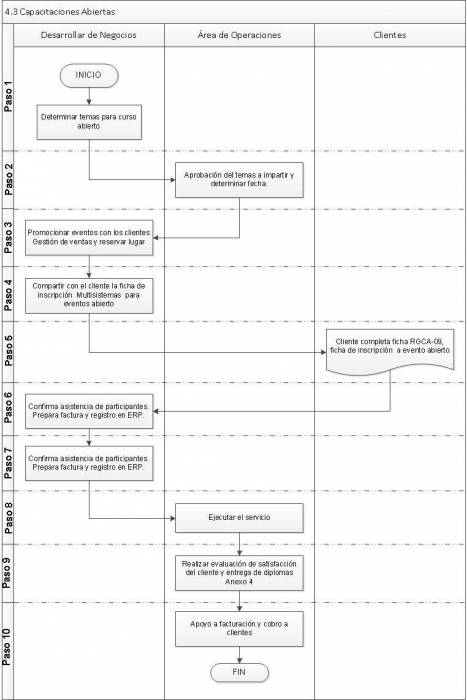 4.3 Capacitaciones Abiertas
Desarrollar de Negocios
Área de Operaciones
Clientes
Paso 1
INICIO
Determinar temas para curso
abierto
Paso 2
Aprobación del temas a impartir y
determinar fecha.
Paso 3
Promocionar eventos con los clientes
Gestión de ventas y reservar lugar
Paso 4
Compartir con el cliente la ficha de
inscripción Multisistemas para
eventos abierto
Paso 5
Cliente completa ficha RGCA-09,
ficha de inscripción a evento abierto
Paso 6
Confirma asistencia de participantes.
Prepara factura y registro en ERP.
Paso 7
Confirma asistencia de participantes.
Prepara factura y registro en ERP.
Paso 8
Ejecutar el servicio
Paso 9
Realizar evaluación de satisfacción
del cliente y entrega de diplomas
Anexo 4
Paso 10
Apoyo a facturación y cobro a
clientes
FIN